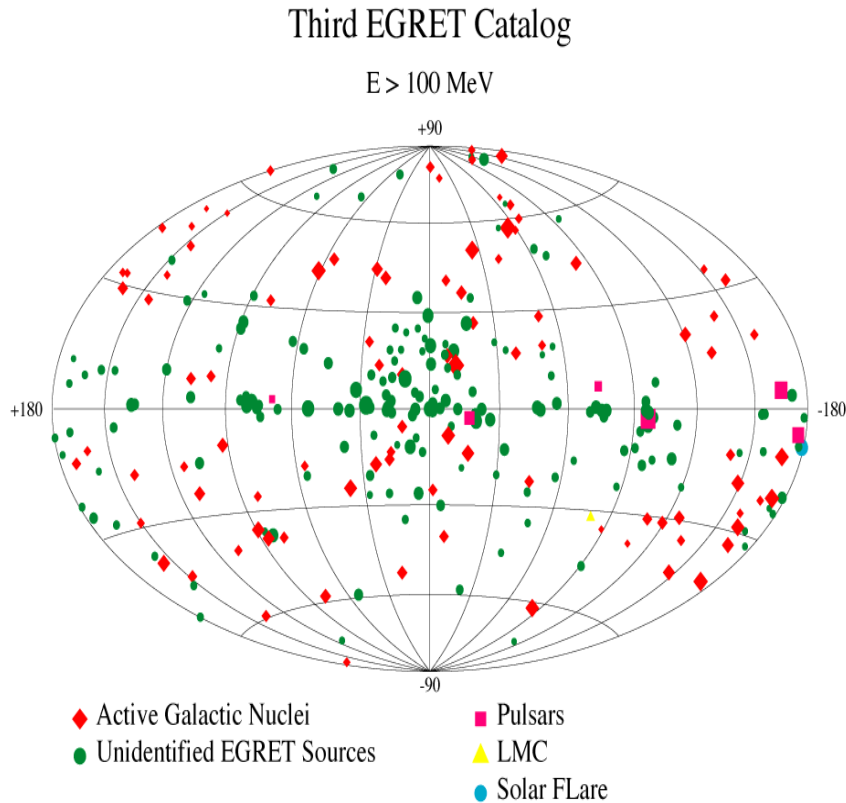 Third EGRET Catalog
E > 100 MeV
+90
+180
-180
-90
Active Galactic Nuclei
Unidentified EGRET Sources
Pulsars
LMC
Solar FLare